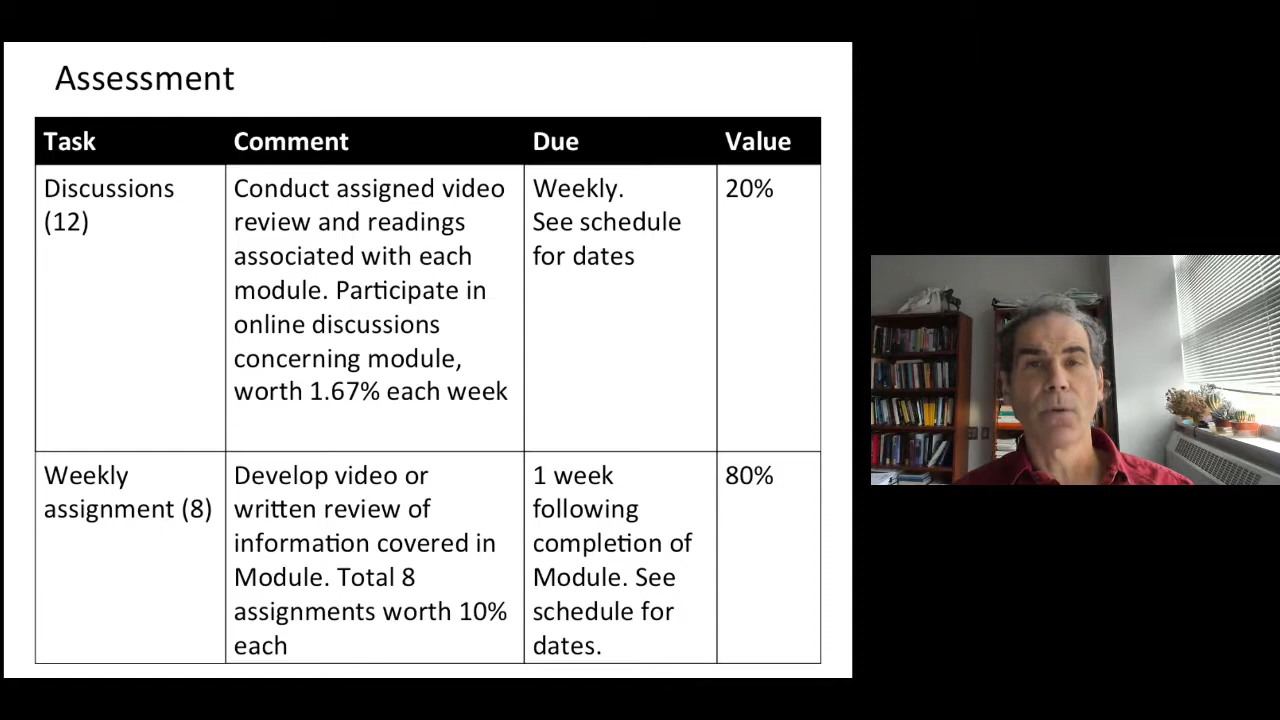 Assessment
Task Comment Due Value
Discussions
(12)
Conduct assigned video
review and readings
associated with each
module. Participate in
online discussions
concerning module,
worth 1.67% each week
Weekly.
See schedule
for dates
20%
Weekly
assignment (8)
Develop video or
written review of
information covered in
Module. Total 8
assignments worth 10%
each
1 week
following
completion of
Module. See
schedule for
dates.
80%